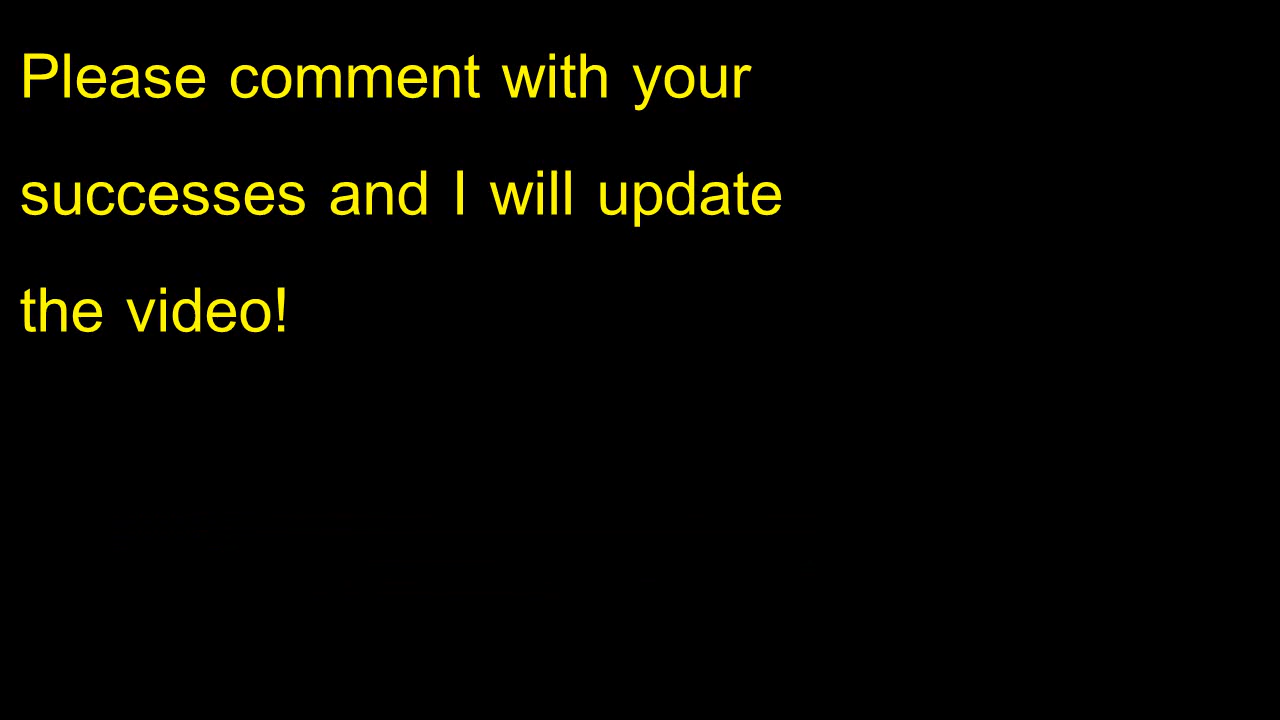 Please comment with your
successes and I will update
the video!